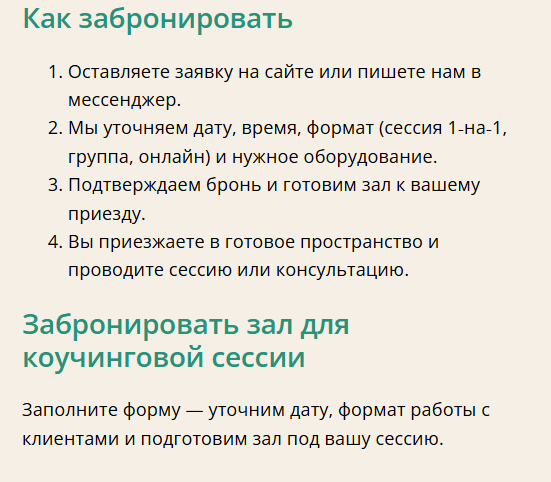 Как забронировать
1. Оставляете заявку на сайте или пишете нам в
мессенджер.
2. Мы уточняем дату, время, формат (сессия 1-на-1,
группа, онлайн) и нужное оборудование.
3. Подтверждаем бронь и готовим зал к вашему
приезду.
4. Вы приезжаете в готовое пространство и
проводите сессию или консультацию.
Забронировать зал для
коучинговой сессии
Заполните форму — уточним дату, формат работы с
клиентами и подготовим зал под вашу сессию.